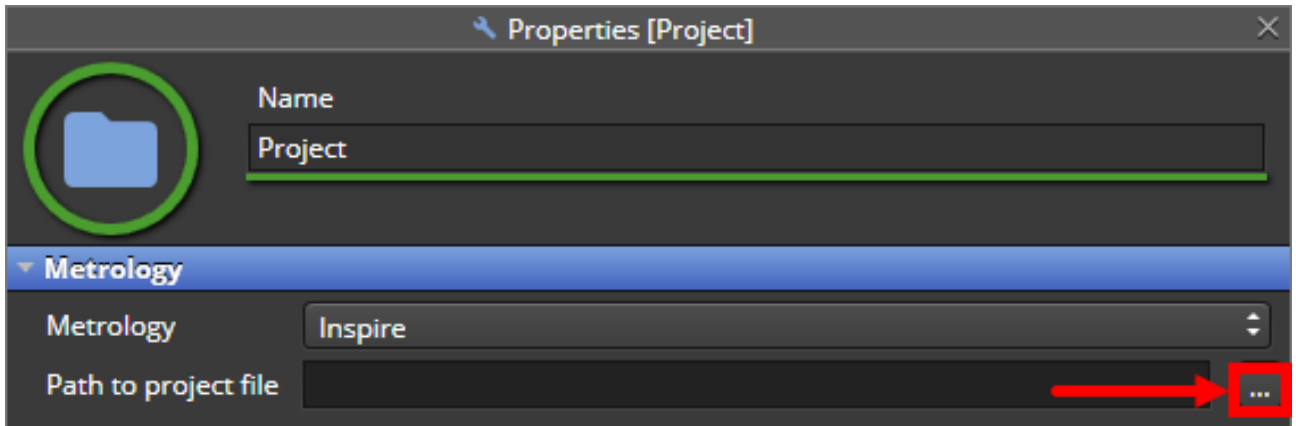 Properties [Project]
Name
Project
Metrology
Metrology Inspire
Path to project file ...